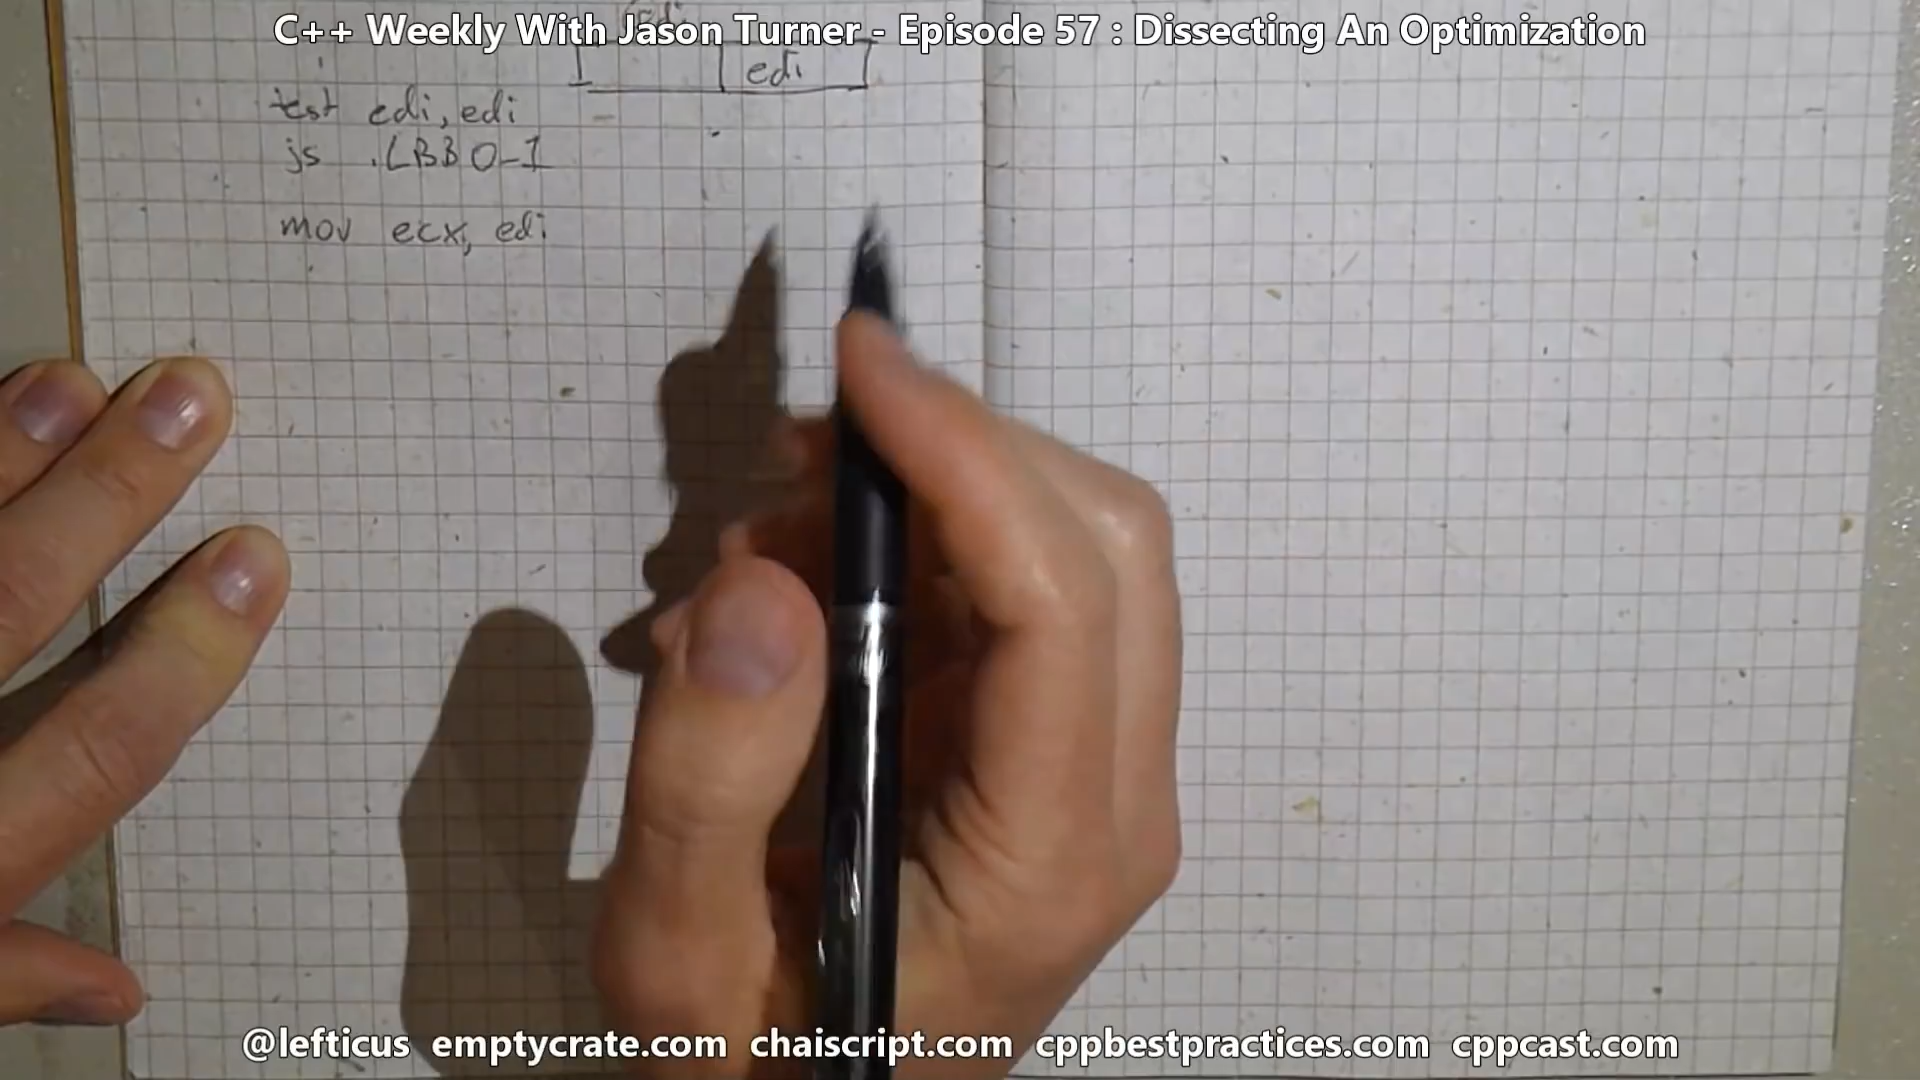 C++ Weekly With Jason Turner - Episode 57 : Dissecting An Optimization
edi
test edi, edi
js .LBB0_1
mov ecx, edi
@lefticus emptycrate.com chaiscript.com cppbestpractices.com cppcast.com